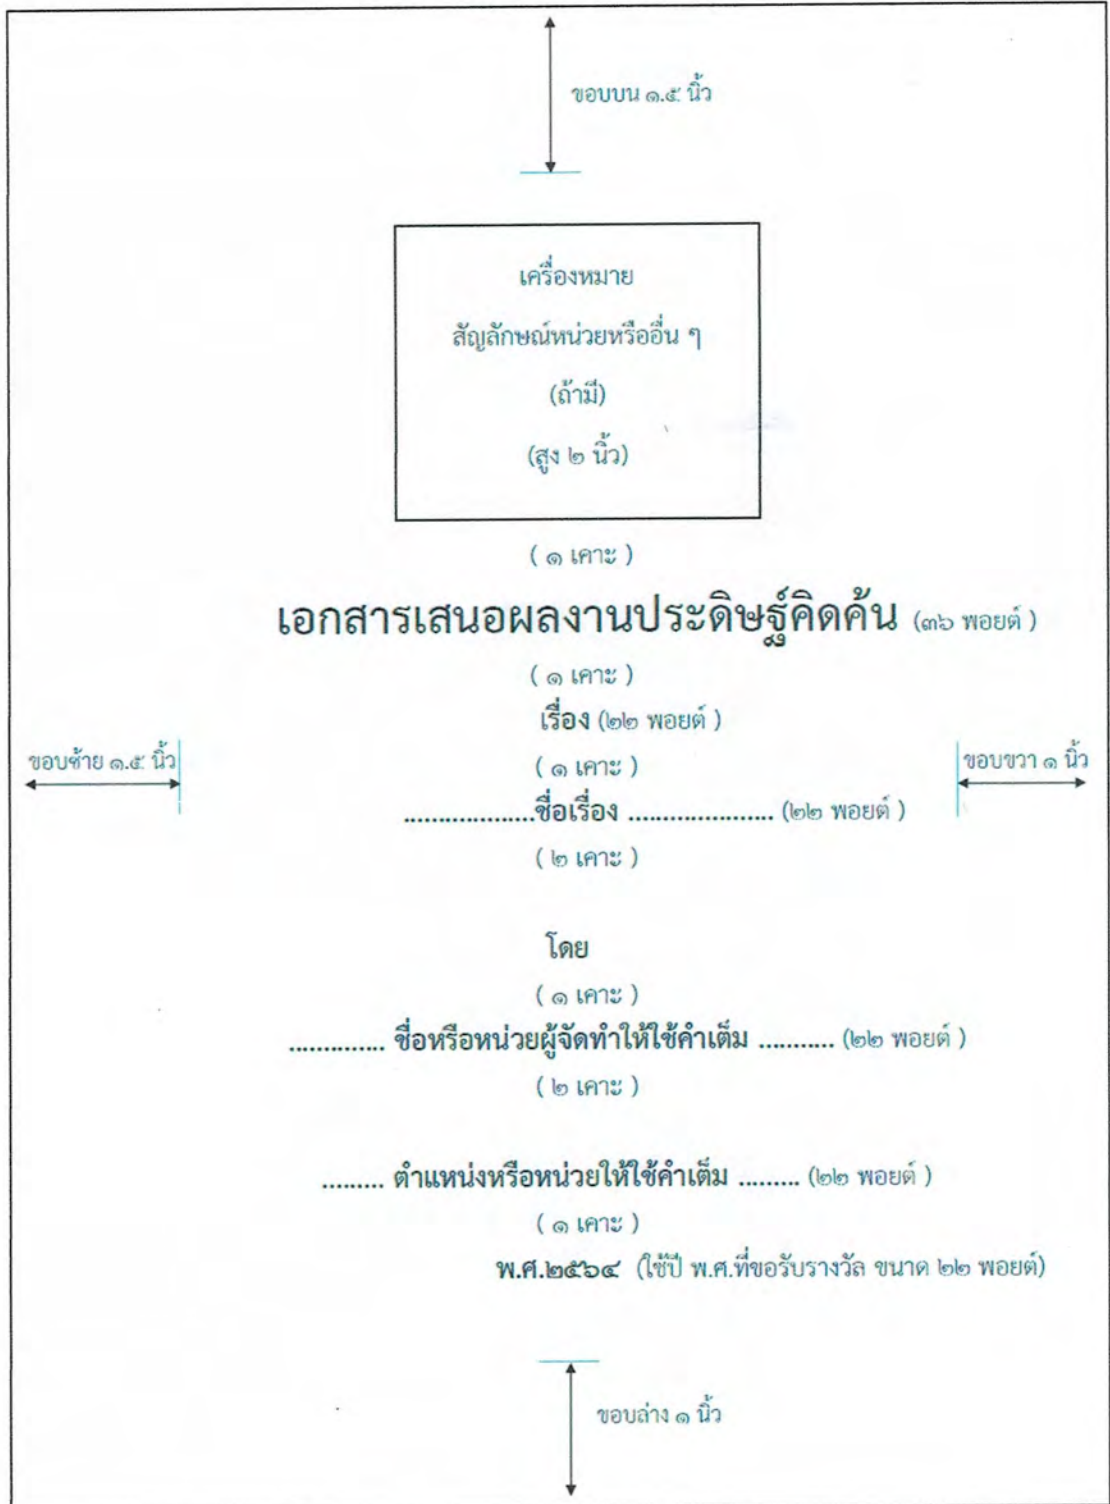 ขอบบน ๑.๕ นิ้ว
เครื่องหมาย
สัญลักษณ์หน่วยหรืออื่น ๆ
(ถ้ามี)
(สูง ๒ นิ้ว)
( ๑ เคาะ )
เอกสารเสนอผลงานประดิษฐ์คิดค้น (๓๖ พอยต์ )
( ๑ เคาะ )
เรื่อง (๒๒ พอยต์ )
ขอบซ้าย ๑.๕ นิ้ว ( ๑ เคาะ ) ขอบขวา ๑ นิ้ว
...................ชื่อเรื่อง ..................... (๒๒ พอยต์ )
( ๒ เคาะ )
โดย
( ๑ เคาะ )
.............. ชื่อหรือหน่วยผู้จัดทำให้ใช้คำเต็ม ........... (๒๒ พอยต์ )
( ๒ เคาะ )
......... ตำแหน่งหรือหน่วยให้ใช้คำเต็ม ......... (๒๒ พอยต์ )
( ๑ เคาะ )
พ.ศ.๒๕๖๔ (ใช้ปี พ.ศ.ที่ขอรับรางวัล ขนาด ๒๒ พอยต์)
ขอบล่าง ๑ นิ้ว